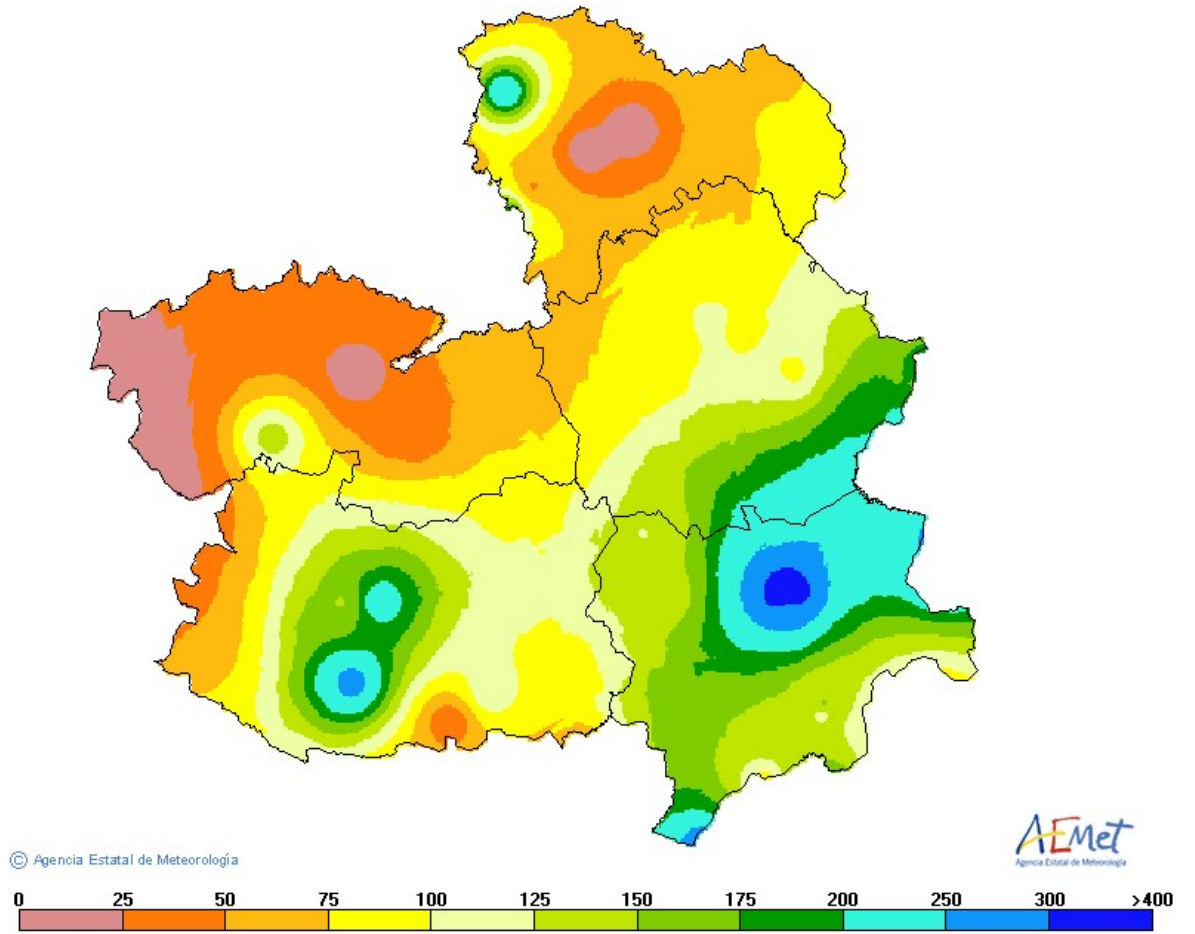 © Agencia Estatal de Meteorología
AEMet
Agencia Estatal de Meteorología
0 25 50 75 100 125 150 175 200 250 300 >400